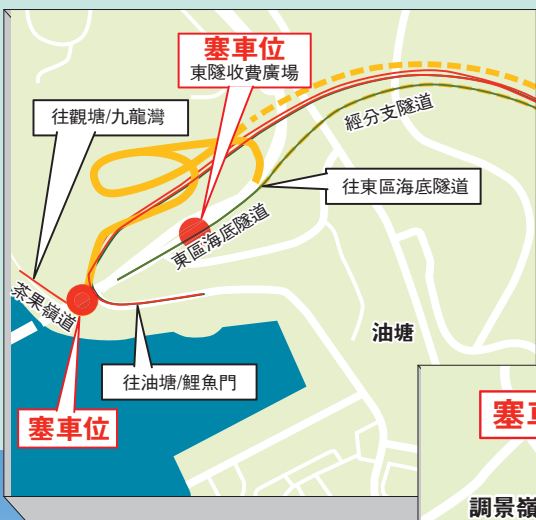 塞車位
東隧收費廣場
往觀塘/九龍灣
經分支隧道
往東區海底隧道
東區海底隧道
茶果嶺道
油塘
往油塘/鯉魚門
塞車位
塞車
調景嶺